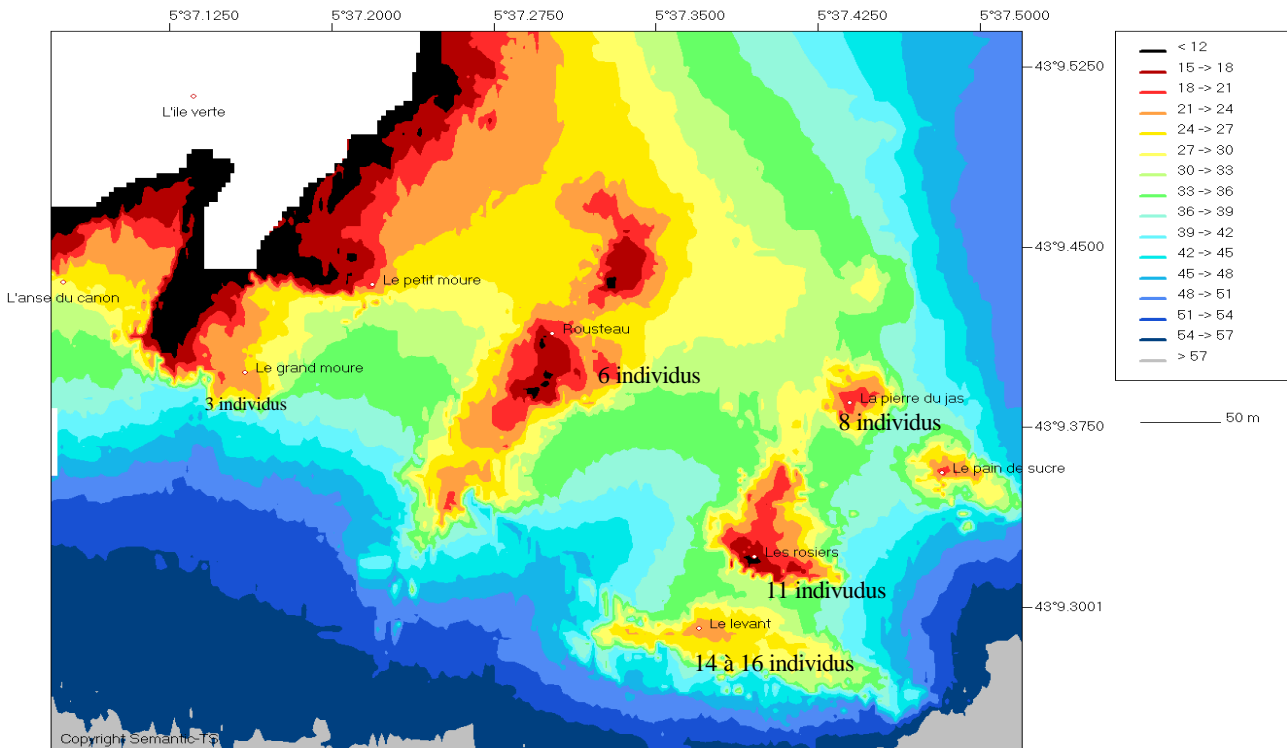 5°37.1250
5°37.2000
5°37.2750
5°37.3500
5°37.4250
5°37.5000
43°9.5250
43°9.4500
43°9.3750
43°9.3001
L'ile verte
L'anse du canon
Le petit moure
Rousteau
Le grand moure
6 individus
3 individus
La pierre du jas
8 individus
Le pain de sucre
Les rosiers
11 indivudus
Le levant
14 à 16 individus
Copyright Semantic-TS
< 12
15 -> 18
18 -> 21
21 -> 24
24 -> 27
27 -> 30
30 -> 33
33 -> 36
36 -> 39
39 -> 42
42 -> 45
45 -> 48
48 -> 51
51 -> 54
54 -> 57
> 57
50 m